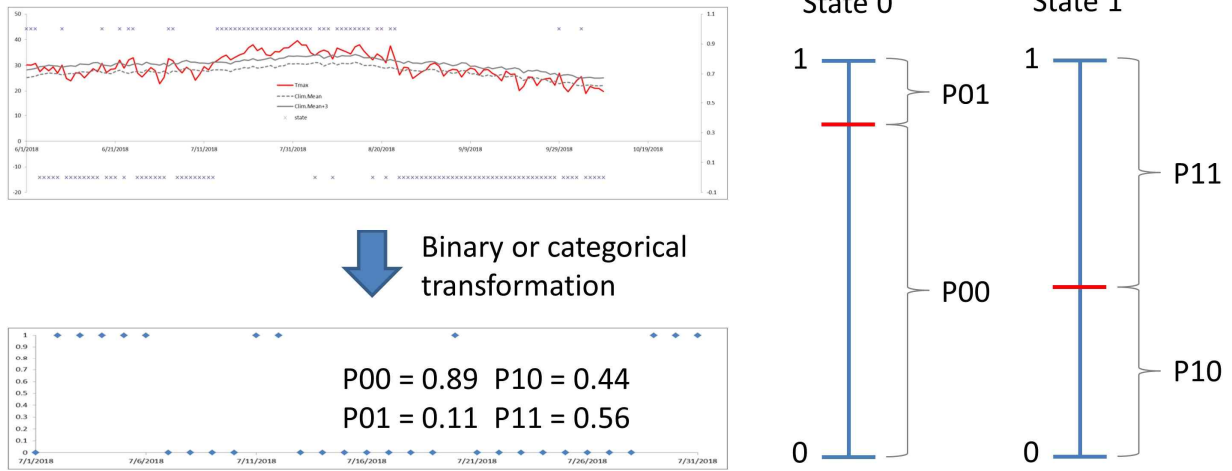 50
40
30
20
10
0
-10
-20
1.1
0.9
0.7
0.5
0.3
0.1
-0.1
6/1/2018 6/21/2018 7/11/2018 7/31/2018 8/20/2018 9/9/2018 9/29/2018 10/19/2018
Tmax
Clim.Mean
Clim.Mean+3
state
Binary or categorical
transformation
1
0.9
0.8
0.7
0.6
0.5
0.4
0.3
0.2
0.1
0
7/1/2018 7/6/2018 7/11/2018 7/16/2018 7/21/2018 7/26/2018 7/31/2018
P00 = 0.89 P10 = 0.44
P01 = 0.11 P11 = 0.56
State 0
1
P01
P00
0
State 1
1
P11
P10
0